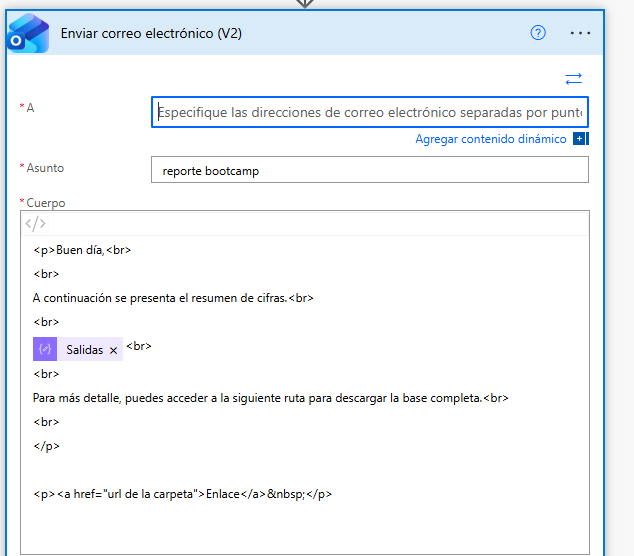 Enviar correo electrónico (V2)
* A
Especifique las direcciones de correo electrónico separadas por punt
Agregar contenido dinámico
* Asunto
reporte bootcamp
* Cuerpo
</>
<p>Buen día,<br>
<br>
A continuación se presenta el resumen de cifras.<br>
<br>
Salidas × <br>
<br>
Para más detalle, puedes acceder a la siguiente ruta para descargar la base completa.<br>
<br>
</p>
<p><a href="url de la carpeta">Enlace</a>&nbsp;</p>